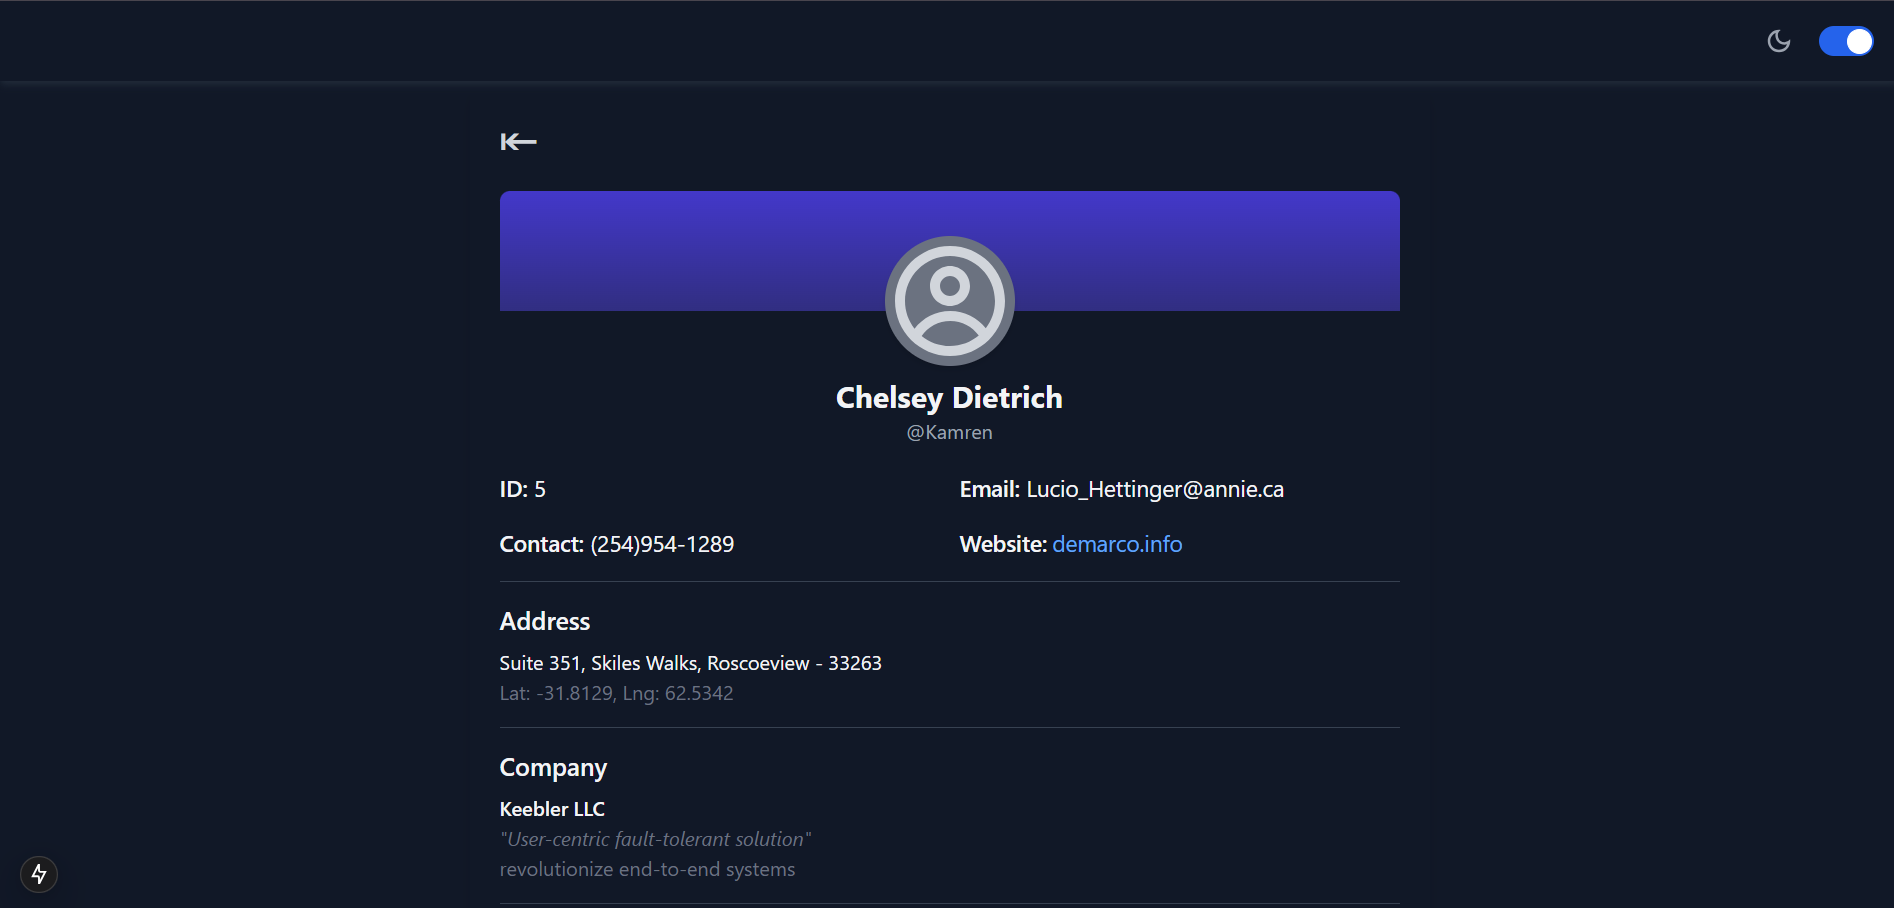 Chelsey Dietrich
@Kamren
ID: 5
Email: Lucio_Hettinger@annie.ca
Contact: (254)954-1289
Website: demarco.info
Address
Suite 351, Skiles Walks, Roscoeview - 33263
Lat: -31.8129, Lng: 62.5342
Company
Keebler LLC
"User-centric fault-tolerant solution"
revolutionize end-to-end systems